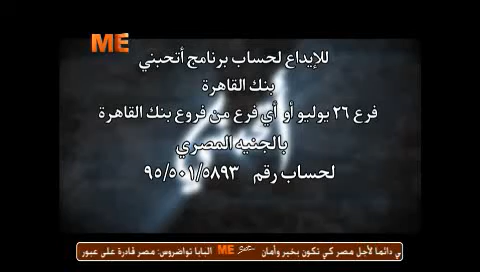 ME
للإيداع لحساب برنامج أتحبني
بنك القاهرة
فرع ٢٦ يوليو أو أي فرع من فروع بنك القاهرة
بالجنيه المصري
لحساب رقم ٩٥/٥٠١/٥٨٩٣
ي دائما لأجل مصر كي تكون بخير وأمان ME البابا تواضروس: مصر قادرة على عبور